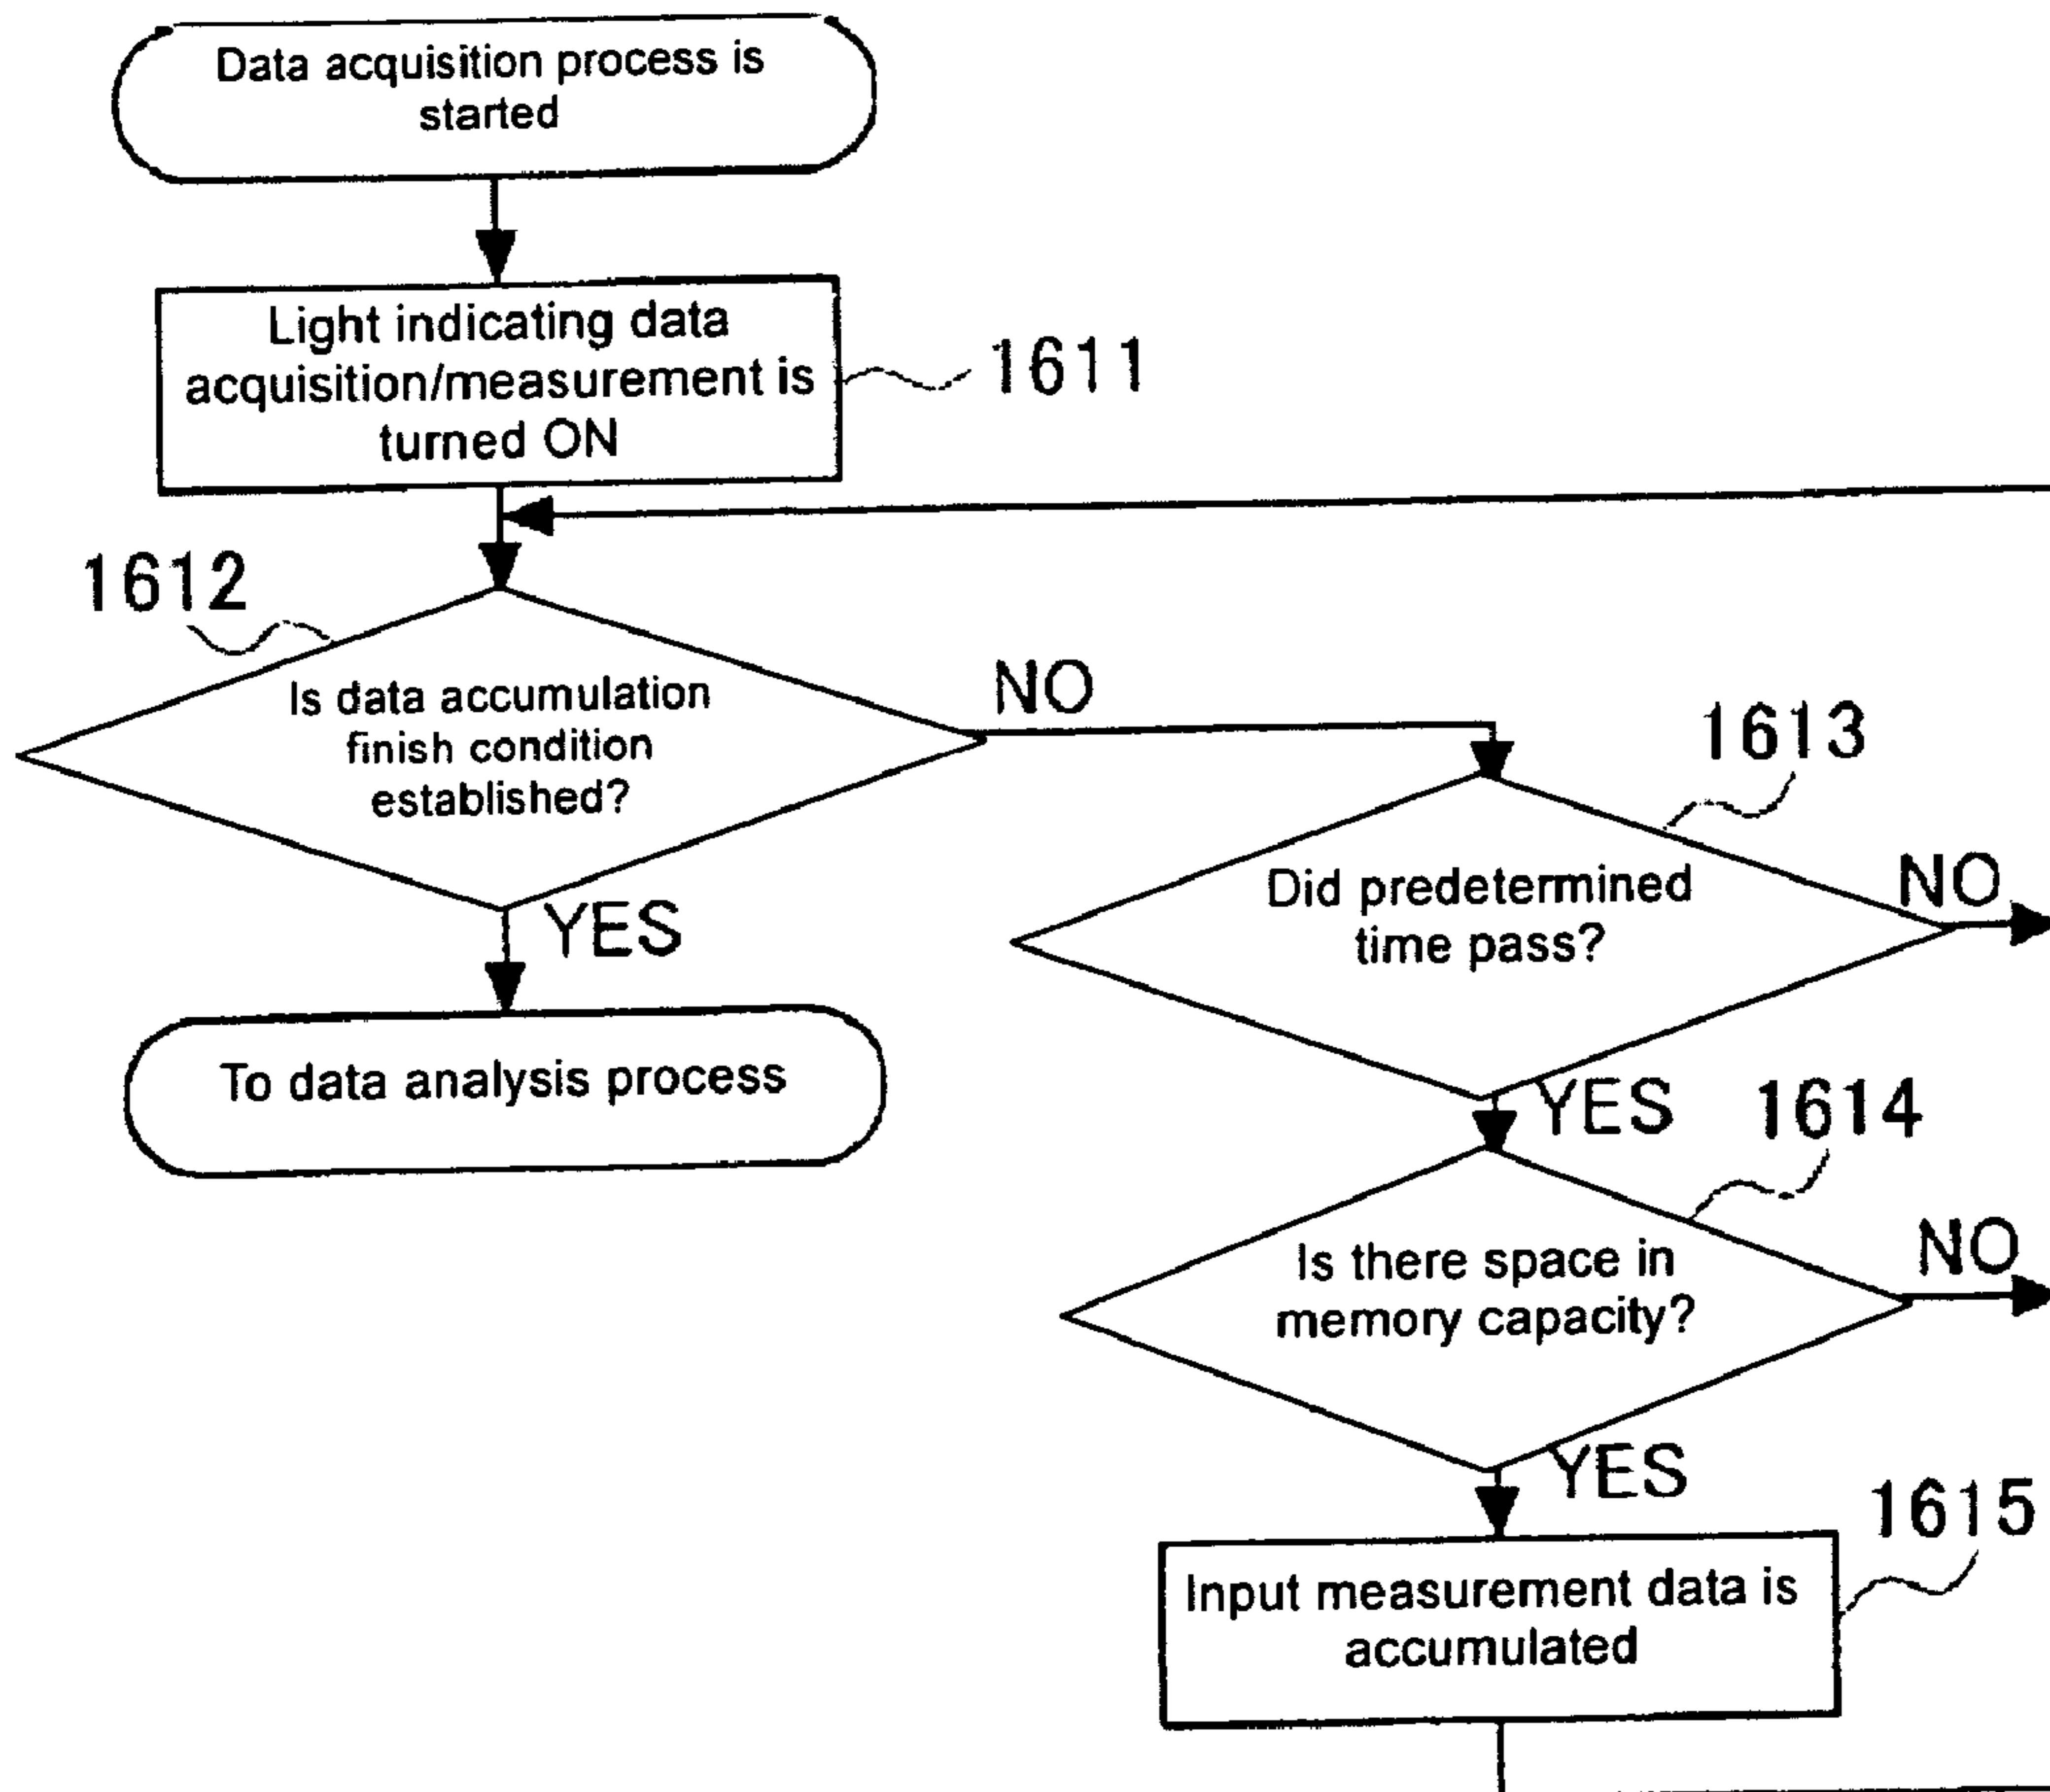 Data acquisition process is
started
Light indicating data
acquisition/measurement is
turned ON
1611
1612
Is data accumulation
finish condition
established?
NO
YES
To data analysis process
1613
Did predetermined
time pass?
NO
YES
1614
Is there space in
memory capacity?
NO
YES
1615
Input measurement data is
accumulated